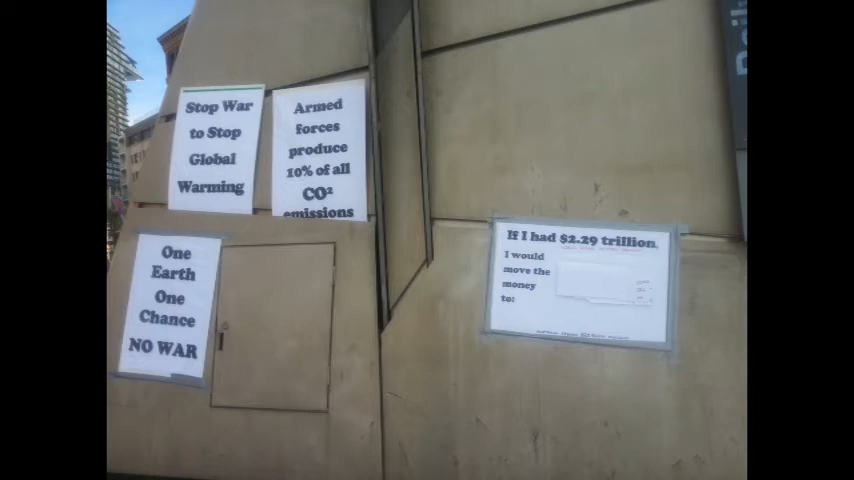 Stop War
to Stop
Global
Warming
Armed
forces
produce
10% of all
CO²
emissions
One
Earth
One
Chance
NO WAR
If I had $2.29 trillion,
I would
move the
money
to: